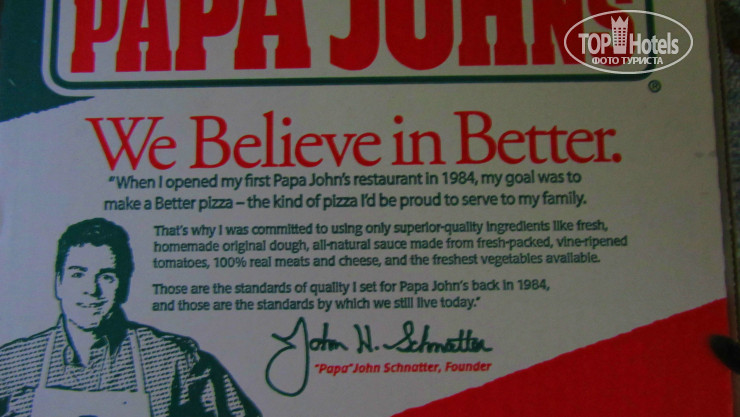 PAPA JOHNS
TOP Hotels
ФОТО ТУРИСТА
®
We Believe in Better.
"When I opened my first Papa John's restaurant in 1984, my goal was to
make a Better pizza – the kind of pizza I'd be proud to serve to my family.
That's why I was committed to using only superior-quality ingredients like fresh,
homemade original dough, all-natural sauce made from fresh-packed, vine-ripened
tomatoes, 100% real meats and cheese, and the freshest vegetables available.
Those are the standards of quality I set for Papa John's back in 1984,
and those are the standards by which we still live today."
John H. Schnatter
"Papa" John Schnatter, Founder
PAPA